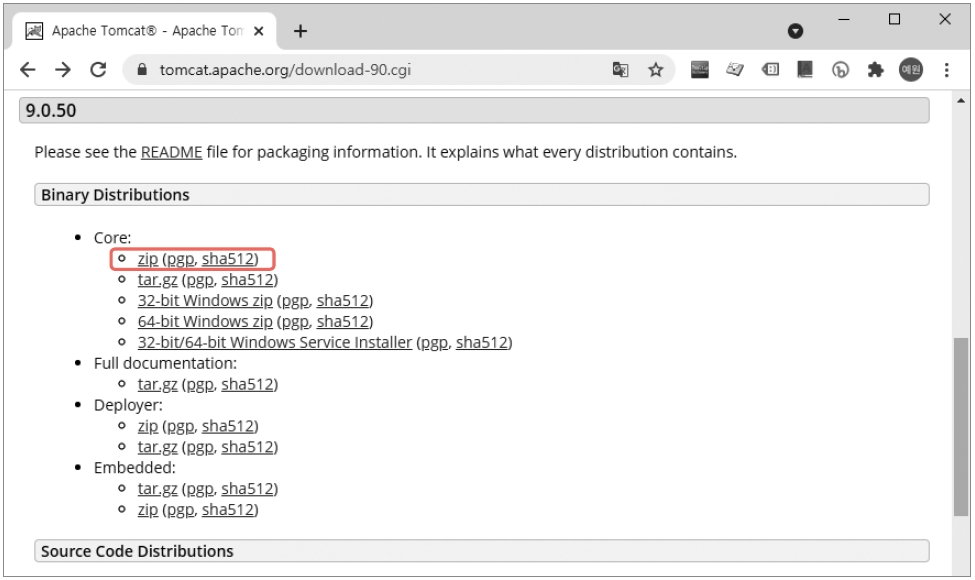 Apache Tomcat® - Apache Tom
tomcat.apache.org/download-90.cgi
예원
9.0.50
Please see the README file for packaging information. It explains what every distribution contains.
Binary Distributions
Core:
zip (pgp, sha512)
tar.gz (pgp, sha512)
32-bit Windows zip (pgp, sha512)
64-bit Windows zip (pgp, sha512)
32-bit/64-bit Windows Service Installer (pgp, sha512)
Full documentation:
tar.gz (pgp, sha512)
Deployer:
zip (pgp, sha512)
tar.gz (pgp, sha512)
Embedded:
tar.gz (pgp, sha512)
zip (pgp, sha512)
Source Code Distributions